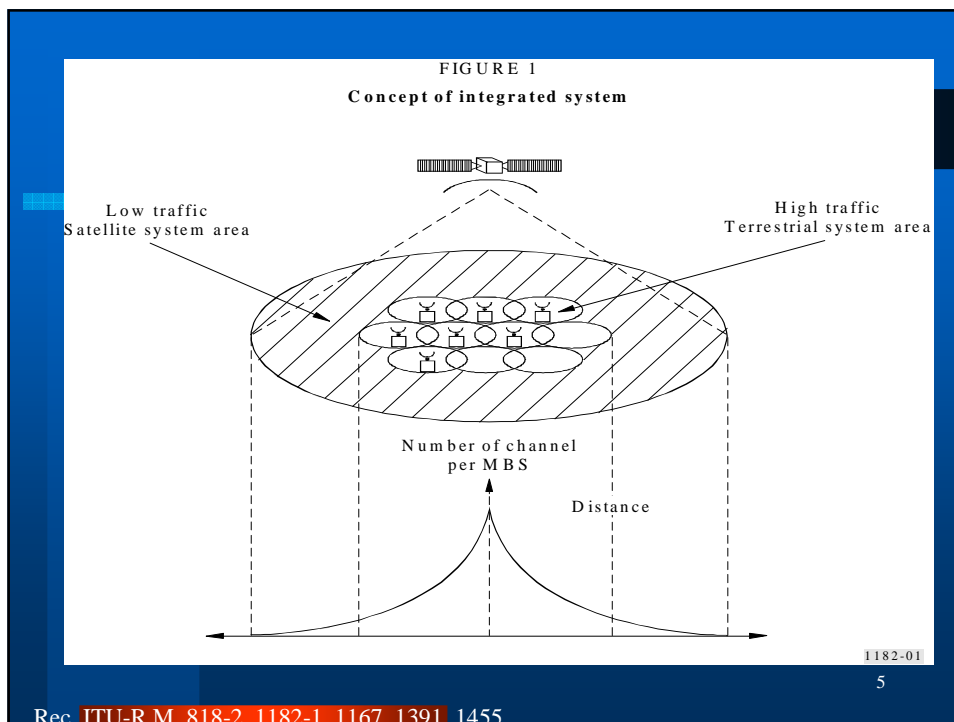 FIGURE 1
Concept of integrated system
Low traffic
Satellite system area
High traffic
Terrestrial system area
Number of channel
per MBS
Distance
1182-01
5
Rec. ITU-R M. 818-2, 1182-1, 1167, 1391, 1455